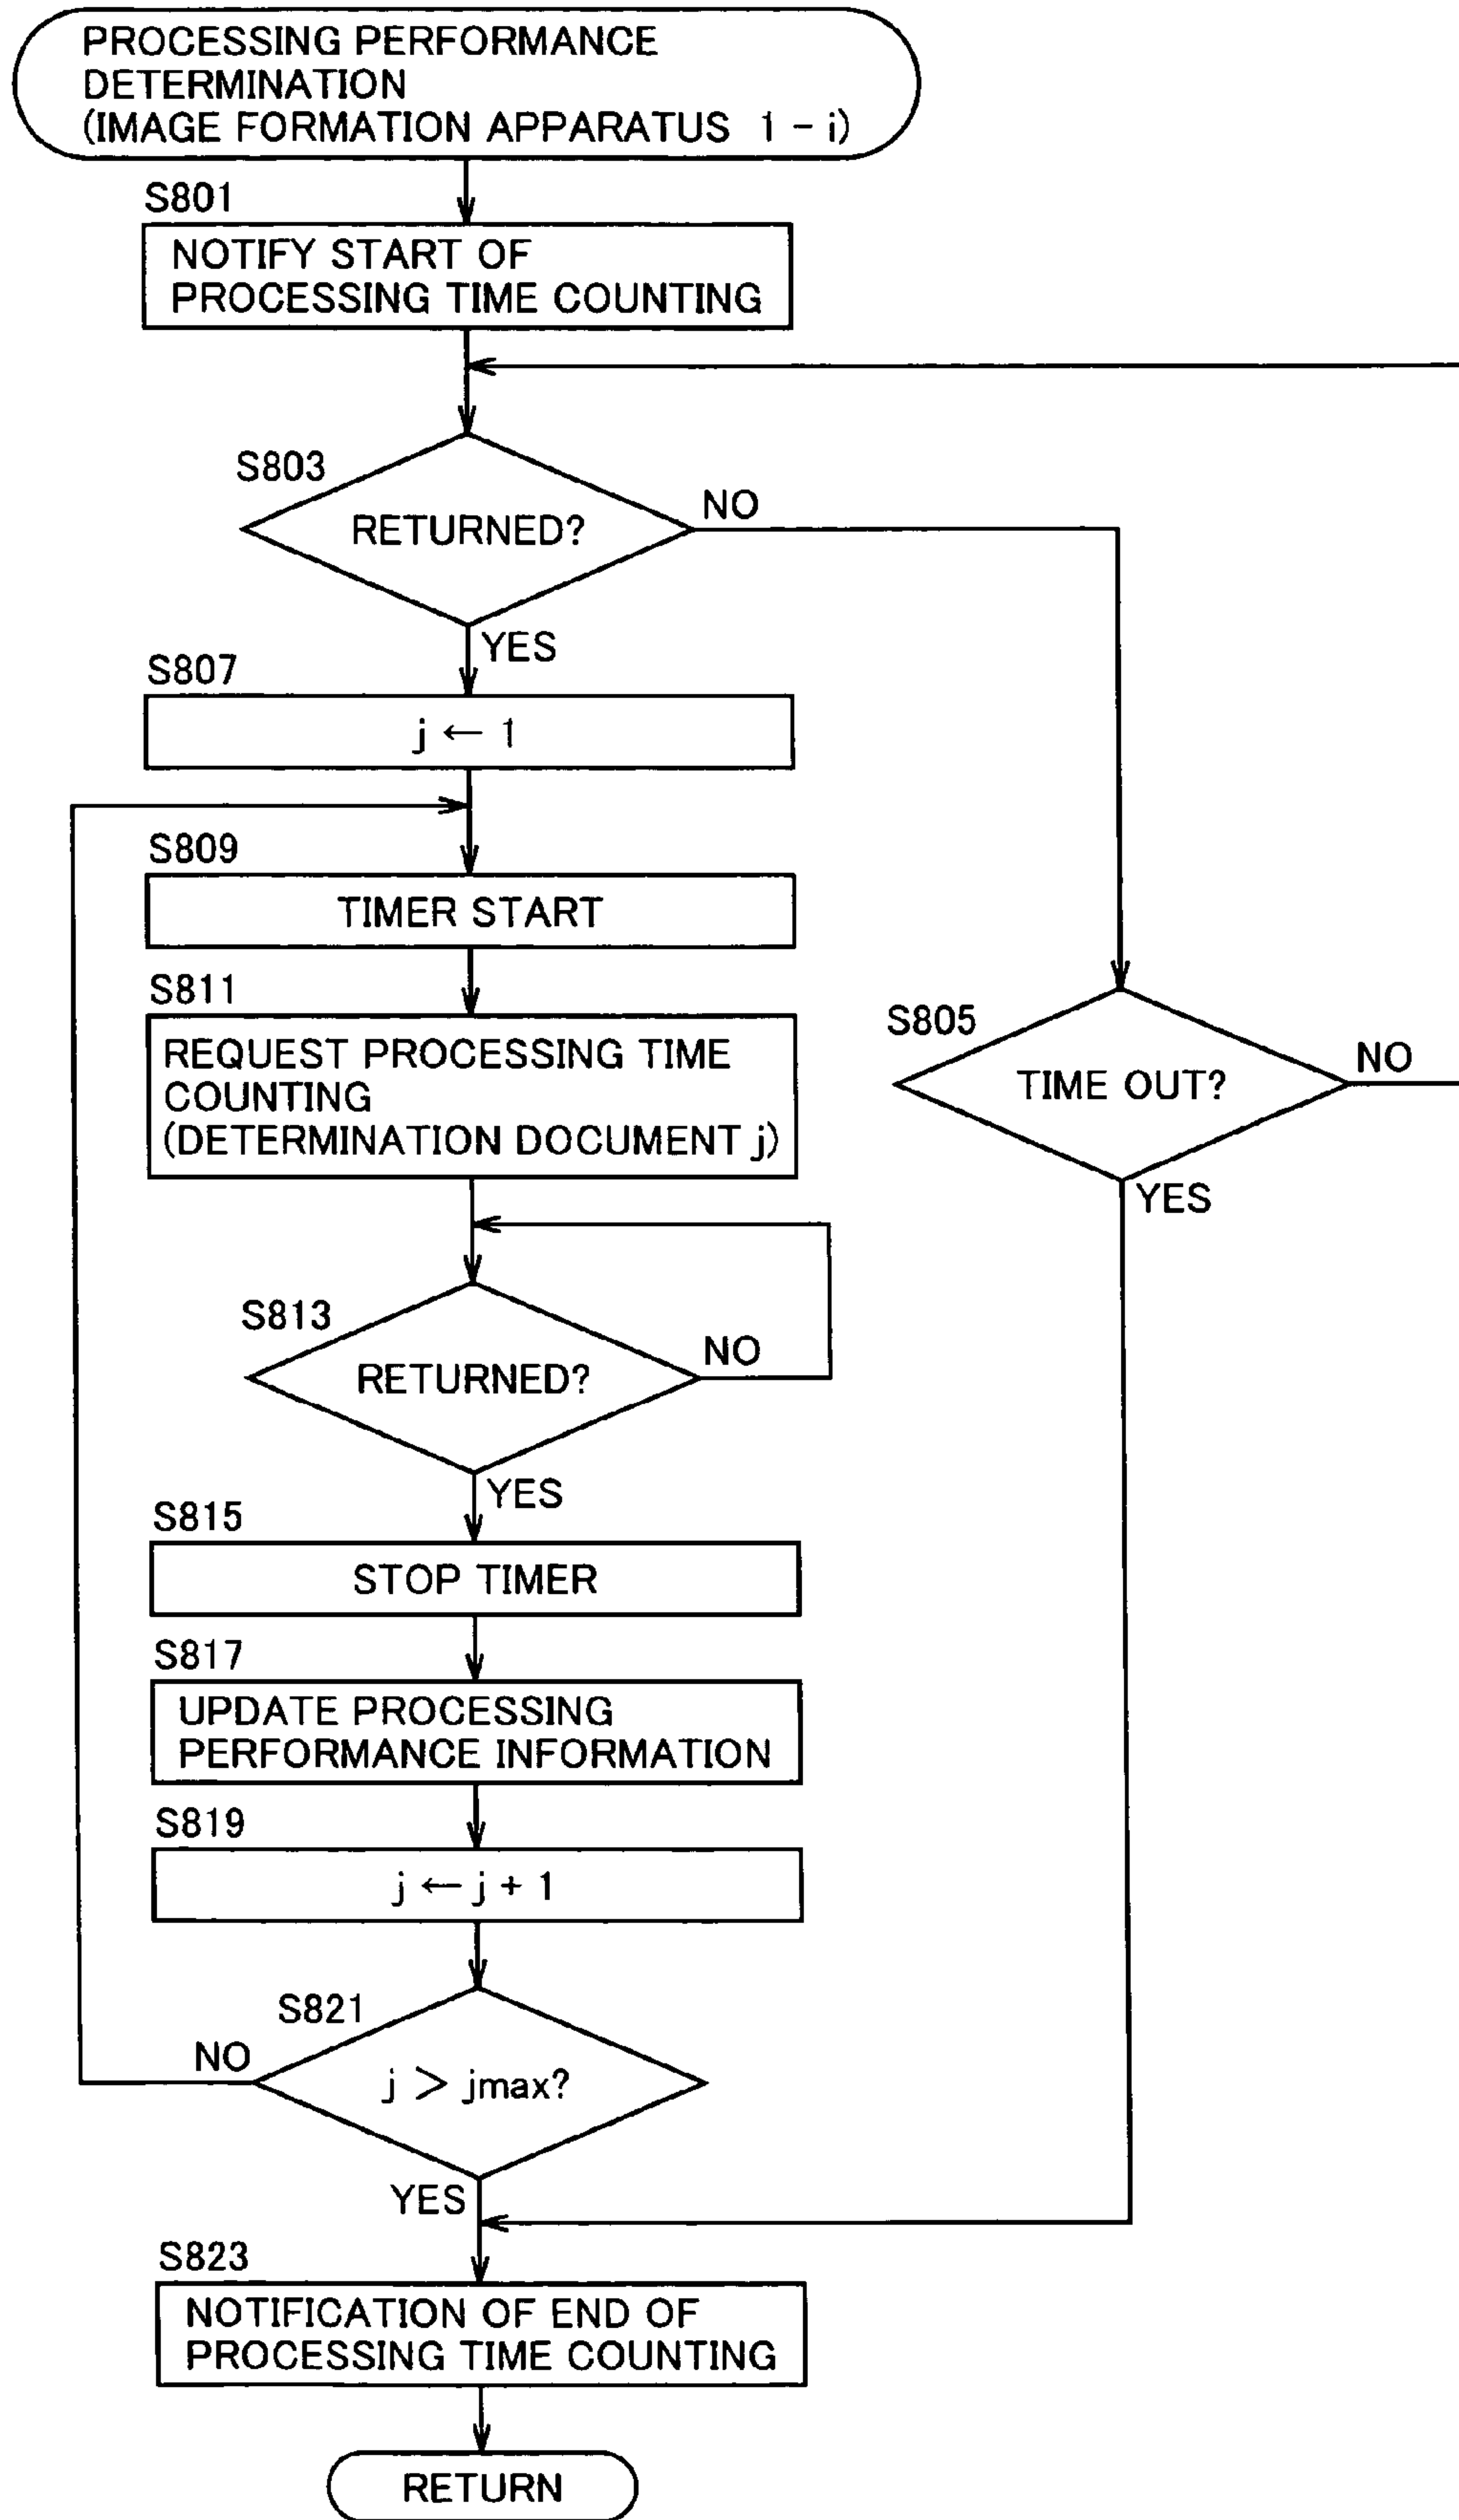 PROCESSING PERFORMANCE
DETERMINATION
(IMAGE FORMATION APPARATUS 1 - i)
S801
NOTIFY START OF
PROCESSING TIME COUNTING
S803
RETURNED?
NO
YES
S807
j ← 1
S809
TIMER START
S811
REQUEST PROCESSING TIME
COUNTING
(DETERMINATION DOCUMENT j)
S805
TIME OUT?
NO
YES
S813
RETURNED?
NO
YES
S815
STOP TIMER
S817
UPDATE PROCESSING
PERFORMANCE INFORMATION
S819
j ← j + 1
S821
NO
j > jmax?
YES
S823
NOTIFICATION OF END OF
PROCESSING TIME COUNTING
RETURN